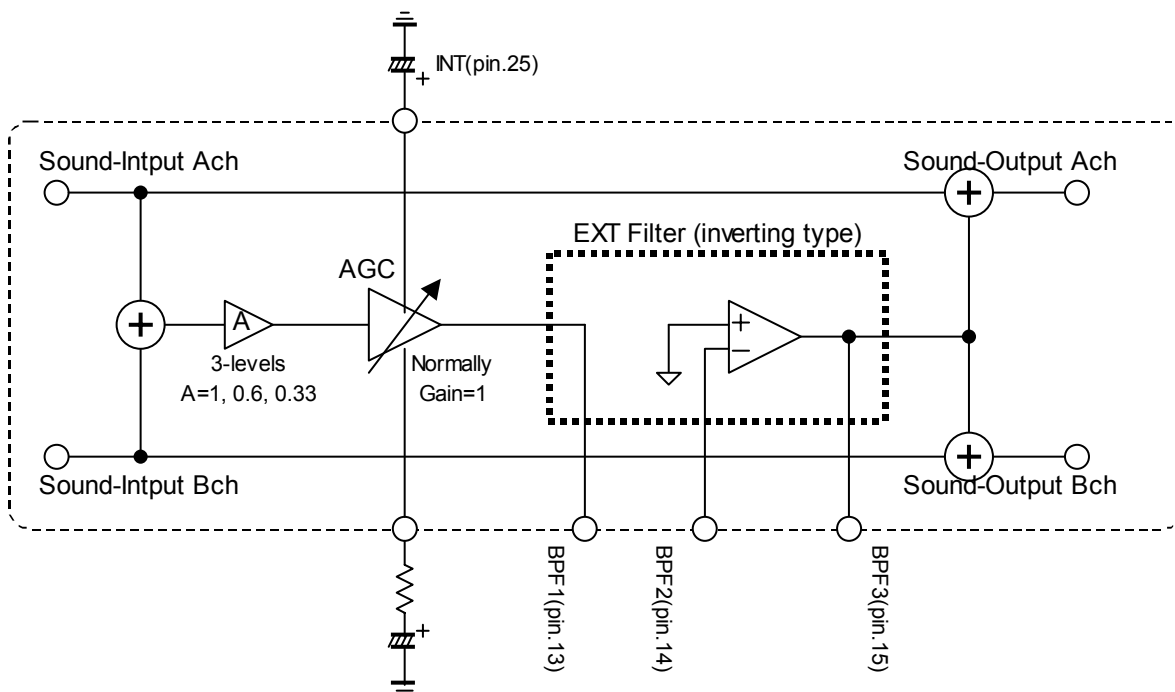 INT(pin.25)
Sound-Intput Ach
Sound-Output Ach
EXT Filter (inverting type)
AGC
A
3-levels
A=1, 0.6, 0.33
Normally
Gain=1
Sound-Intput Bch
Sound-Output Bch
BPF1(pin.13)
BPF2(pin.14)
BPF3(pin.15)